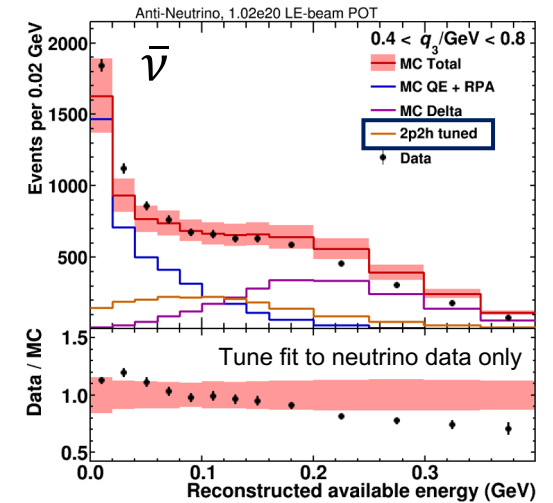 Anti-Neutrino, 1.02e20 LE-beam POT
ν̄
0.4 < q₃/GeV < 0.8
MC Total
MC QE + RPA
MC Delta
2p2h tuned
Data
Events per 0.02 GeV
2000
1500
1000
500
Tune fit to neutrino data only
Data / MC
1.5
1.0
0.5
0.0
0.1
0.2
0.3
Reconstructed available energy (GeV)